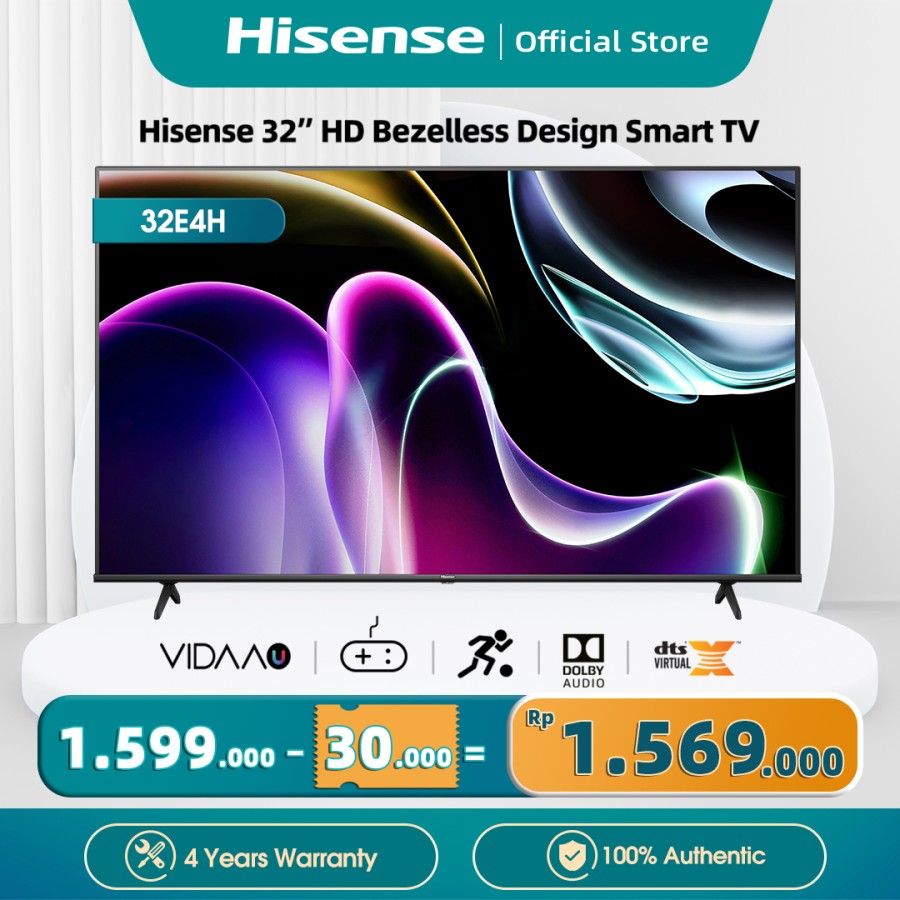 Hisense | Official Store
Hisense 32" HD Bezelless Design Smart TV
32E4H
Hisense
VIDAA U
DOLBY
AUDIO
dts X
VIRTUAL
1.599.000 - 30.000 = Rp 1.569.000
4 Years Warranty
100% Authentic